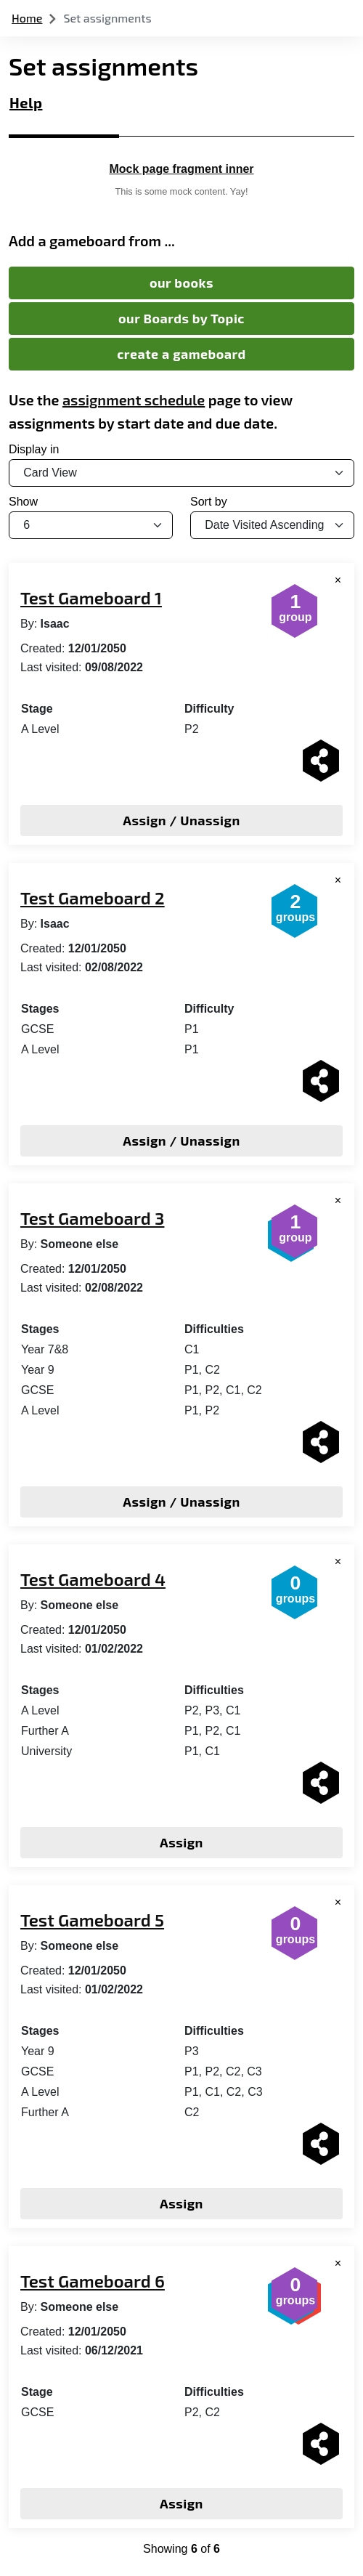 Home > Set assignments
Set assignments
Help
Mock page fragment inner
This is some mock content. Yay!
Add a gameboard from ...
our books
our Boards by Topic
create a gameboard
Use the assignment schedule page to view
assignments by start date and due date.
Display in
Card View
Show Sort by
6 Date Visited Ascending
×
Test Gameboard 1
1
group
By: Isaac
Created: 12/01/2050
Last visited: 09/08/2022
Stage Difficulty
A Level P2
Assign / Unassign
×
Test Gameboard 2
2
groups
By: Isaac
Created: 12/01/2050
Last visited: 02/08/2022
Stages Difficulty
GCSE P1
A Level P1
Assign / Unassign
×
Test Gameboard 3
1
group
By: Someone else
Created: 12/01/2050
Last visited: 02/08/2022
Stages Difficulties
Year 7&8 C1
Year 9 P1, C2
GCSE P1, P2, C1, C2
A Level P1, P2
Assign / Unassign
×
Test Gameboard 4
0
groups
By: Someone else
Created: 12/01/2050
Last visited: 01/02/2022
Stages Difficulties
A Level P2, P3, C1
Further A P1, P2, C1
University P1, C1
Assign
×
Test Gameboard 5
0
groups
By: Someone else
Created: 12/01/2050
Last visited: 01/02/2022
Stages Difficulties
Year 9 P3
GCSE P1, P2, C2, C3
A Level P1, C1, C2, C3
Further A C2
Assign
×
Test Gameboard 6
0
groups
By: Someone else
Created: 12/01/2050
Last visited: 06/12/2021
Stage Difficulties
GCSE P2, C2
Assign
Showing 6 of 6